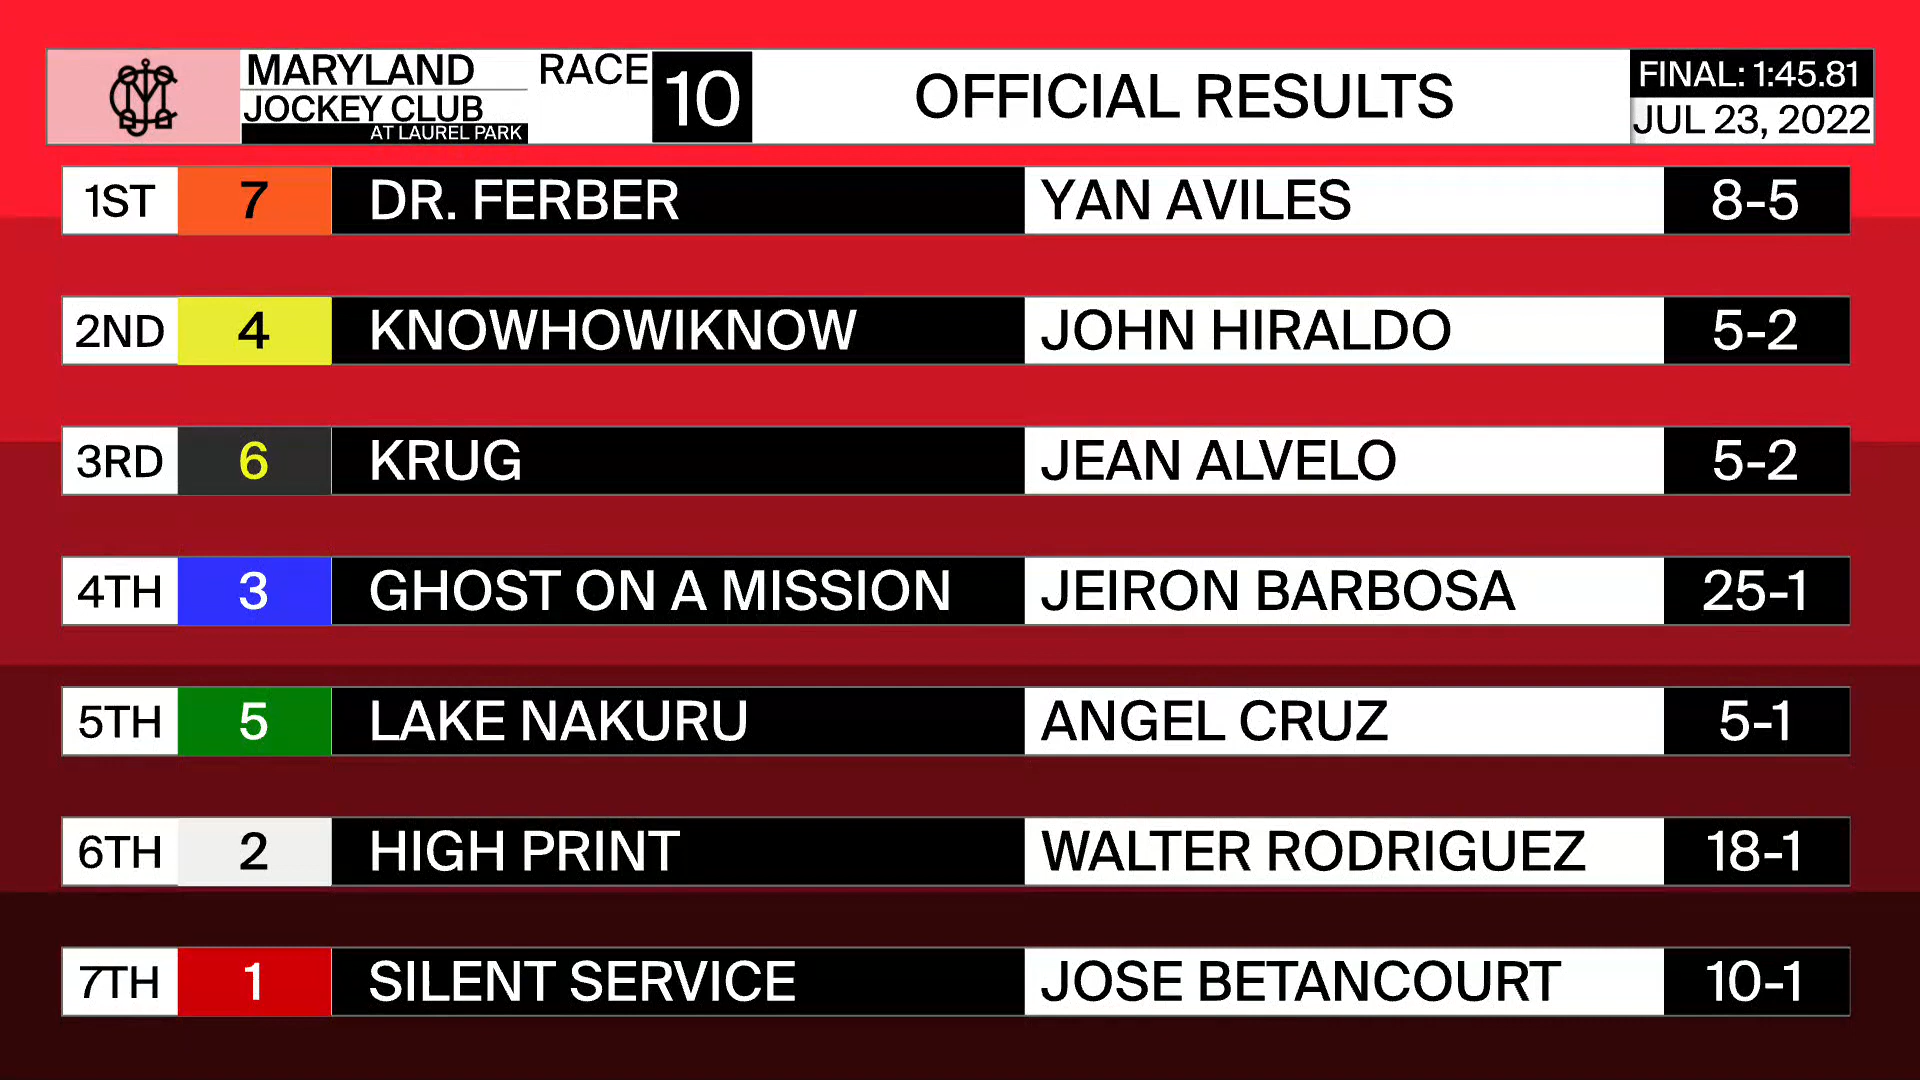 MARYLAND
JOCKEY CLUB
AT LAUREL PARK
RACE 10
OFFICIAL RESULTS
FINAL: 1:45.81
JUL 23, 2022
1ST 7 DR. FERBER YAN AVILES 8-5
2ND 4 KNOWHOWIKNOW JOHN HIRALDO 5-2
3RD 6 KRUG JEAN ALVELO 5-2
4TH 3 GHOST ON A MISSION JEIRON BARBOSA 25-1
5TH 5 LAKE NAKURU ANGEL CRUZ 5-1
6TH 2 HIGH PRINT WALTER RODRIGUEZ 18-1
7TH 1 SILENT SERVICE JOSE BETANCOURT 10-1